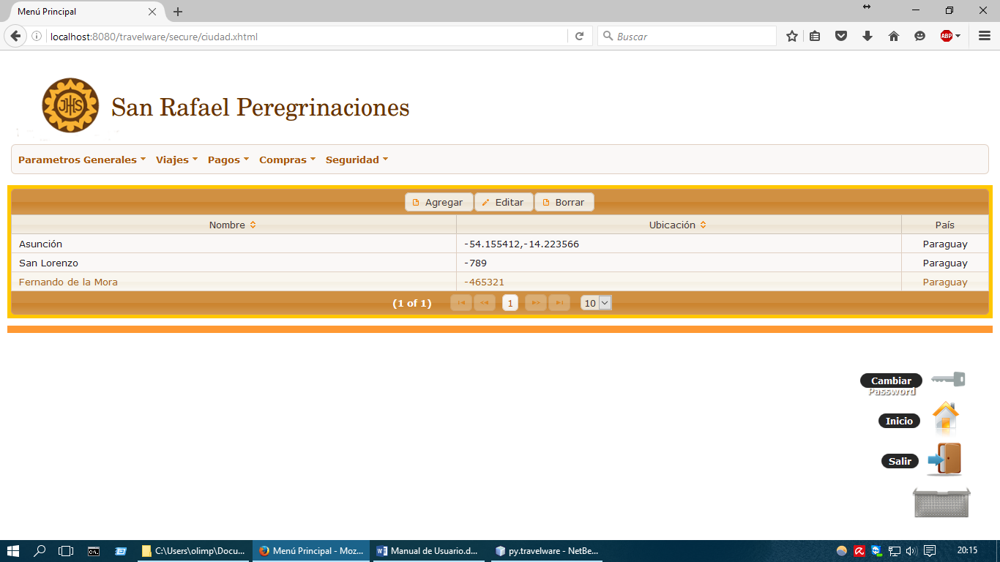 Menú Principal
localhost:8080/travelware/secure/ciudad.xhtml
Buscar
ABP
JHS
San Rafael Peregrinaciones
Parametros Generales Viajes Pagos Compras Seguridad
Agregar Editar Borrar
Nombre Ubicación País
Asunción -54.155412,-14.223566 Paraguay
San Lorenzo -789 Paraguay
Fernando de la Mora -465321 Paraguay
(1 of 1) 1 10
Cambiar
Password
Inicio
Salir
C:\Users\olimp\Docu... Menú Principal - Moz... Manual de Usuario.d... py.travelware - NetBe... 20:15